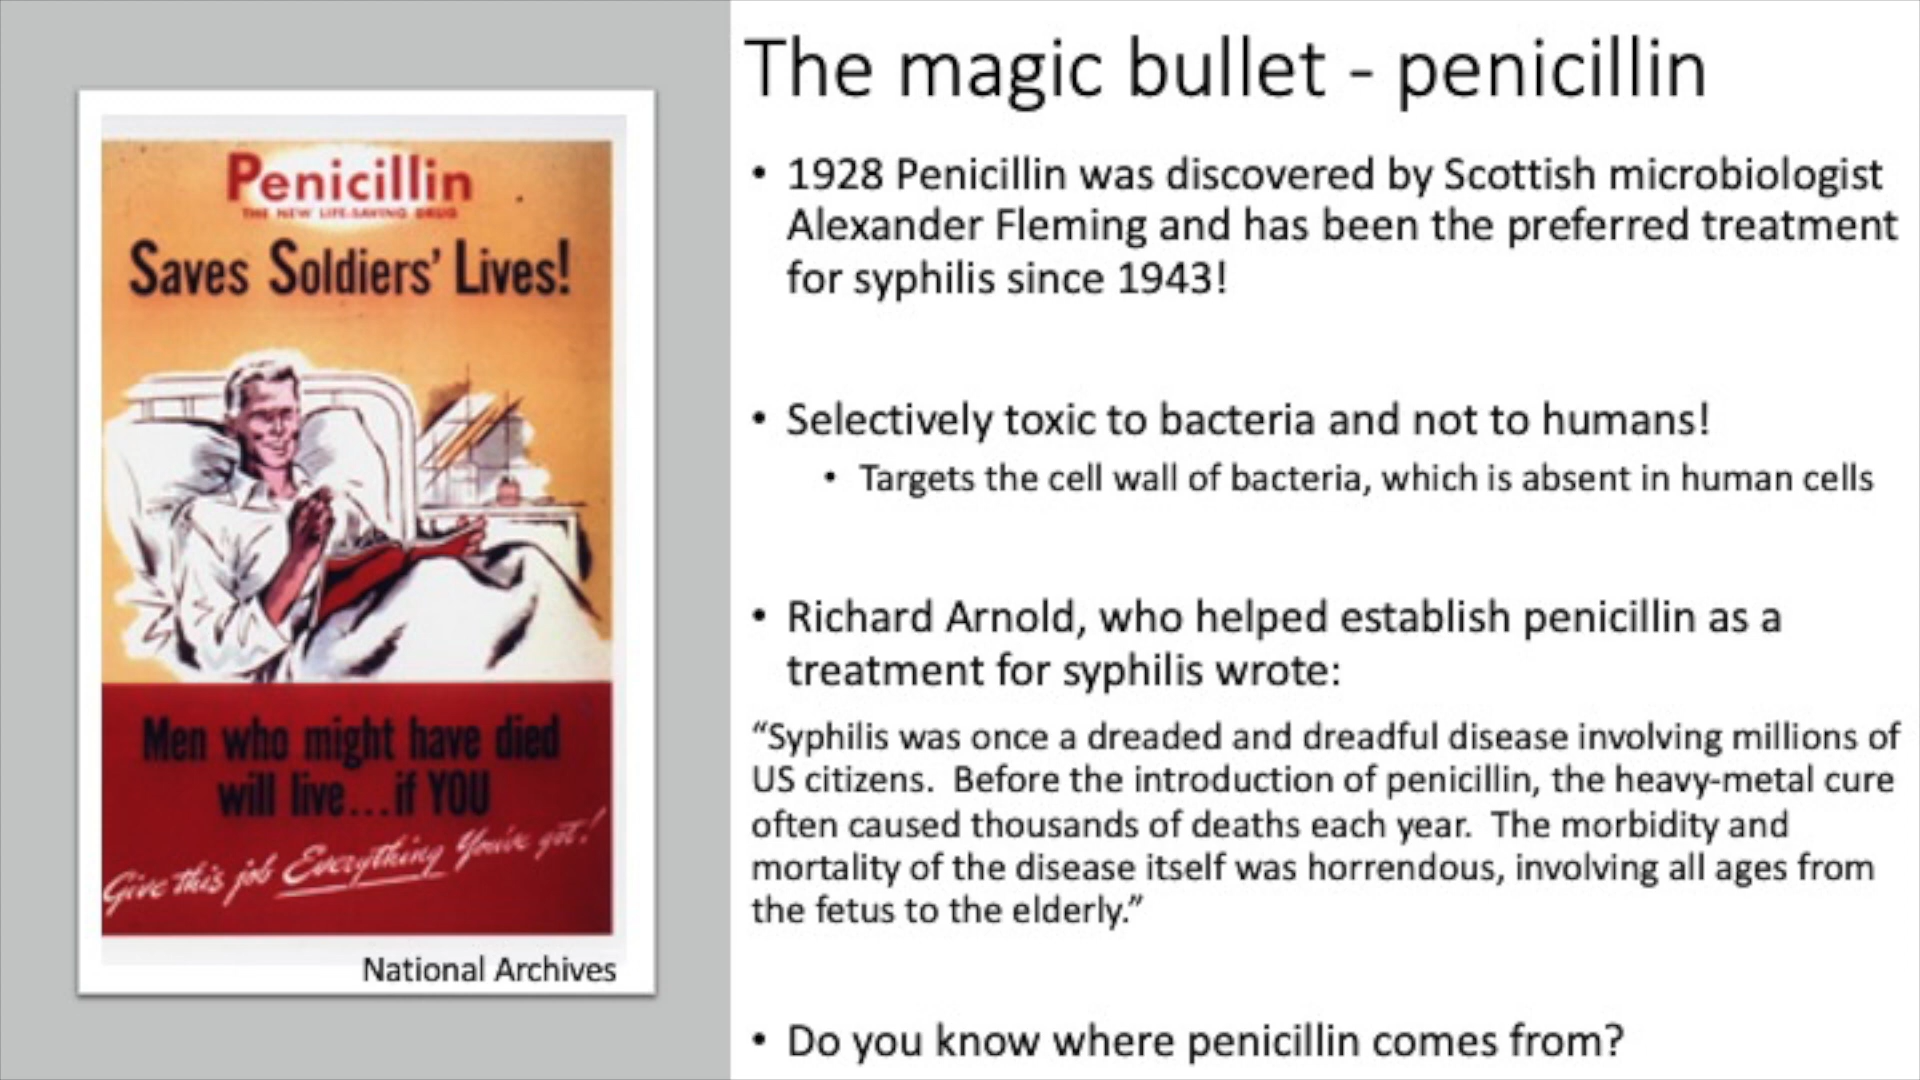 Penicillin
THE NEW LIFE-SAVING DRUG
Saves Soldiers’ Lives!
Men who might have died
will live...if YOU
Give this job Everything You've got!
National Archives
The magic bullet - penicillin
• 1928 Penicillin was discovered by Scottish microbiologist
Alexander Fleming and has been the preferred treatment
for syphilis since 1943!
• Selectively toxic to bacteria and not to humans!
• Targets the cell wall of bacteria, which is absent in human cells
• Richard Arnold, who helped establish penicillin as a
treatment for syphilis wrote:
“Syphilis was once a dreaded and dreadful disease involving millions of
US citizens.  Before the introduction of penicillin, the heavy-metal cure
often caused thousands of deaths each year.  The morbidity and
mortality of the disease itself was horrendous, involving all ages from
the fetus to the elderly.”
• Do you know where penicillin comes from?